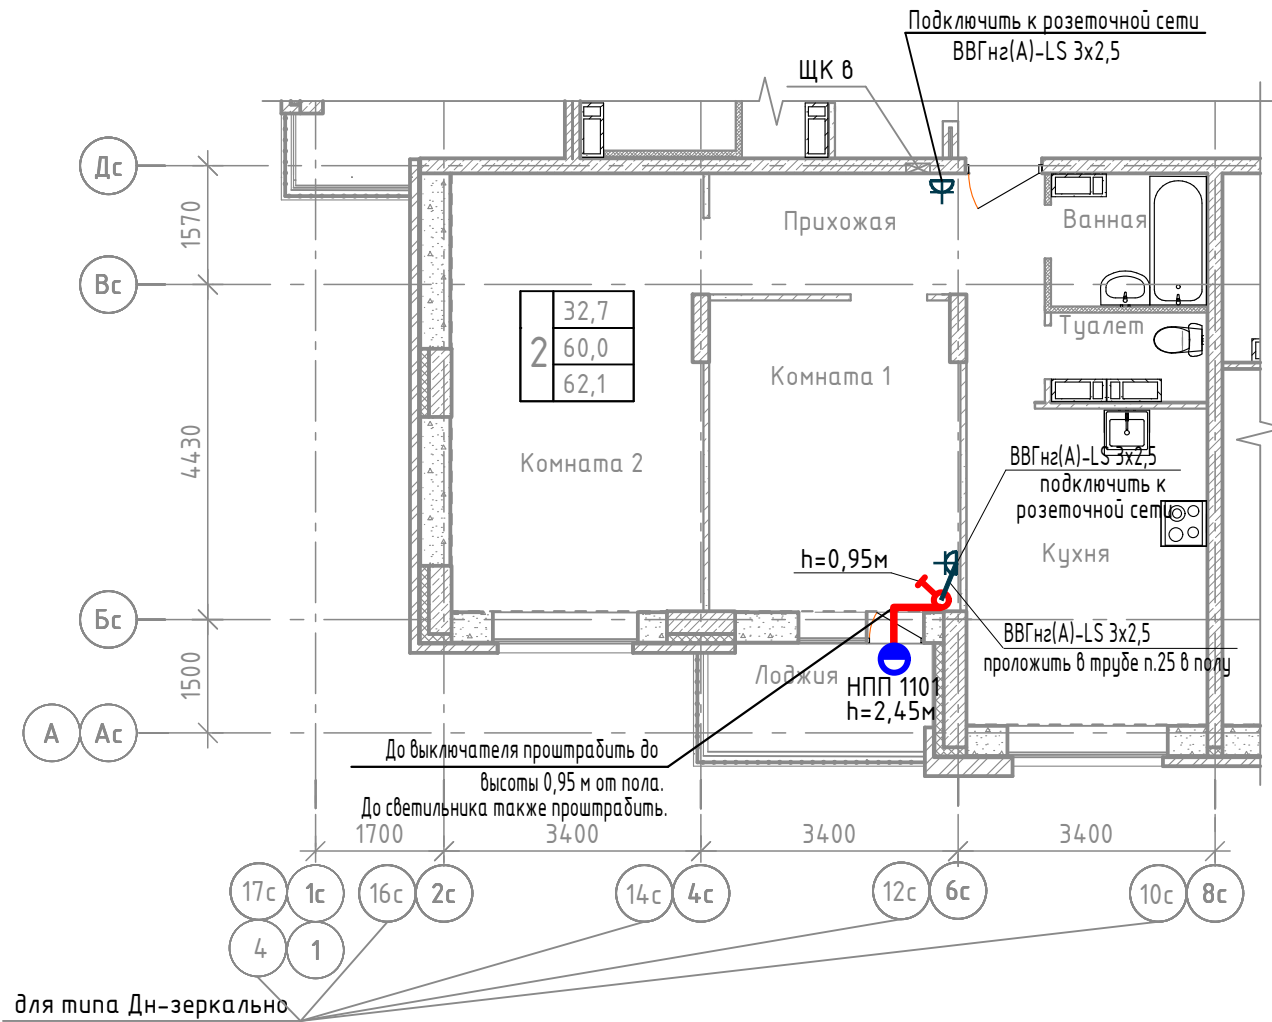 Подключить к розеточной сети
ВВГнг(А)-LS 3х2,5
ЩК в
Дс
1570
Прихожая
Ванная
Вс
2
32,7
60,0
62,1
Туалет
Комната 1
4430
Комната 2
ВВГнг(А)-LS 3х2,5
подключить к
розеточной сети
Кухня
h=0,95м
Бс
ВВГнг(А)-LS 3х2,5
проложить в трубе п.25 в полу
1500
Лоджия
НПП 1101
h=2,45м
А
Ас
До выключателя проштрабить до
высоты 0,95 м от пола.
До светильника также проштрабить.
1700
3400
3400
3400
17с
1с
16с
2с
14с
4с
12с
6с
10с
8с
4
1
для типа Дн-зеркально